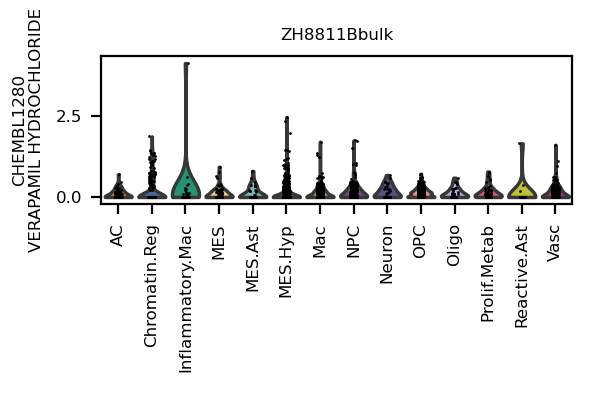 ZH8811Bbulk
CHEMBL1280
VERAPAMIL HYDROCHLORIDE
2.5
0.0
AC
Chromatin.Reg
Inflammatory.Mac
MES
MES.Ast
MES.Hyp
Mac
NPC
Neuron
OPC
Oligo
Prolif.Metab
Reactive.Ast
Vasc